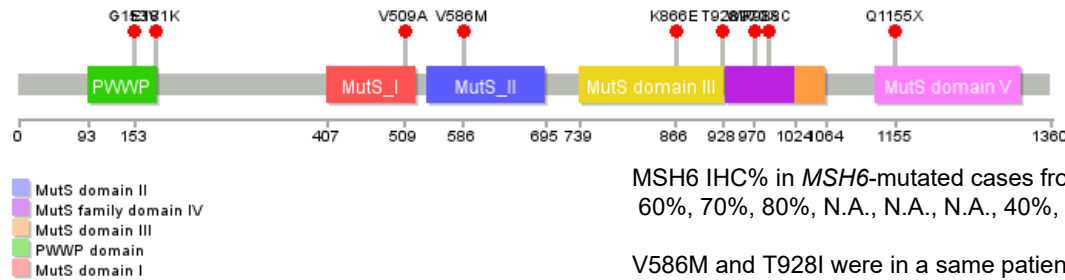 V509A V586M K866E Q1155X
PWWP MutS_I MutS_II MutS domain III MutS domain V
0 93 153 407 509 586 695 739 866 928 970 1024 1064 1155 1360
MutS domain II
MutS family domain IV
MutS domain III
PWWP domain
MutS domain I
MSH6 IHC% in MSH6-mutated cases fro
60%, 70%, 80%, N.A., N.A., N.A., 40%,
V586M and T928I were in a same patien